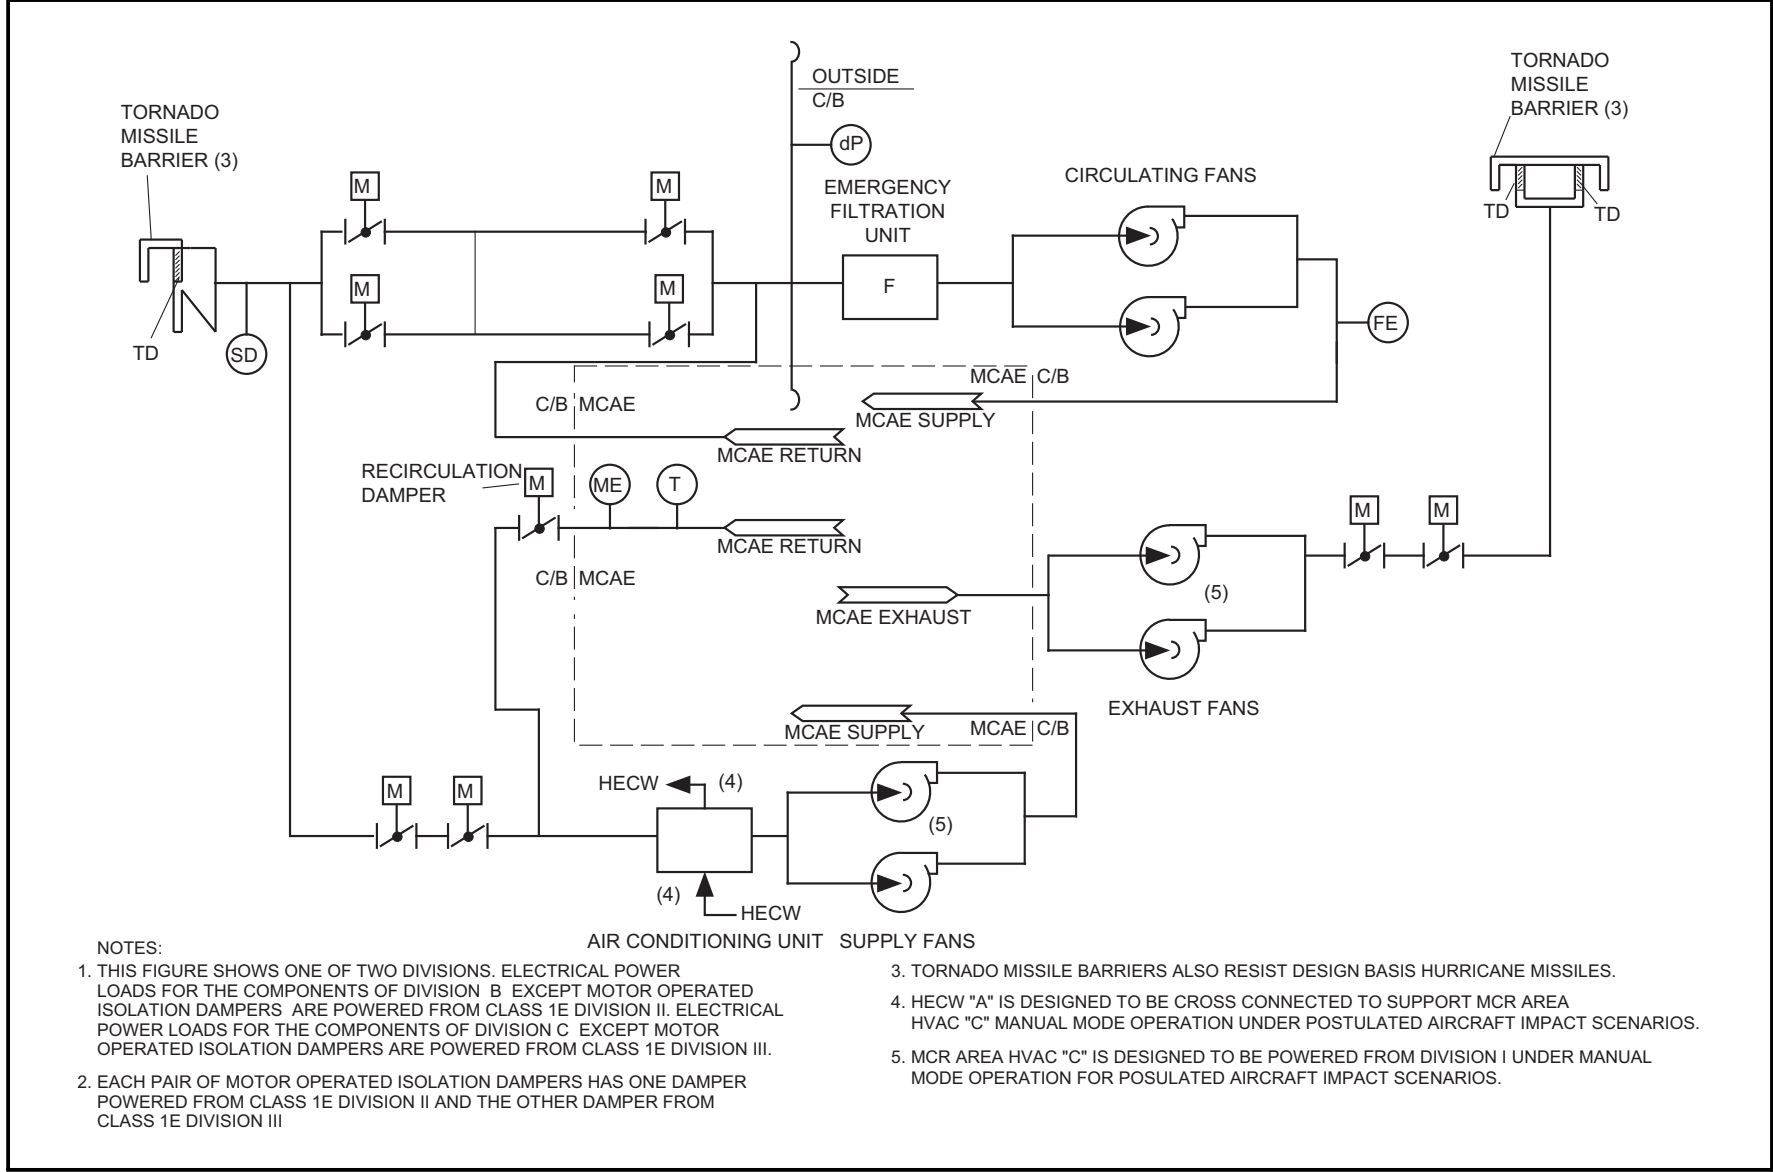 TORNADO
MISSILE
BARRIER (3)
OUTSIDE
C/B
dP
TORNADO
MISSILE
BARRIER (3)
TD
TD
M
M
M
M
TD
SD
EMERGENCY
FILTRATION
UNIT
F
CIRCULATING FANS
FE
MCAE C/B
C/B MCAE
MCAE SUPPLY
MCAE RETURN
RECIRCULATION
DAMPER
M
ME
T
MCAE RETURN
C/B MCAE
M
M
(5)
MCAE EXHAUST
EXHAUST FANS
MCAE SUPPLY
MCAE C/B
M
M
HECW
(4)
(5)
(4)
HECW
AIR CONDITIONING UNIT
SUPPLY FANS
NOTES:
1. THIS FIGURE SHOWS ONE OF TWO DIVISIONS. ELECTRICAL POWER
LOADS FOR THE COMPONENTS OF DIVISION B EXCEPT MOTOR OPERATED
ISOLATION DAMPERS ARE POWERED FROM CLASS 1E DIVISION II. ELECTRICAL
POWER LOADS FOR THE COMPONENTS OF DIVISION C EXCEPT MOTOR
OPERATED ISOLATION DAMPERS ARE POWERED FROM CLASS 1E DIVISION III.
2. EACH PAIR OF MOTOR OPERATED ISOLATION DAMPERS HAS ONE DAMPER
POWERED FROM CLASS 1E DIVISION II AND THE OTHER DAMPER FROM
CLASS 1E DIVISION III
3. TORNADO MISSILE BARRIERS ALSO RESIST DESIGN BASIS HURRICANE MISSILES.
4. HECW "A" IS DESIGNED TO BE CROSS CONNECTED TO SUPPORT MCR AREA
HVAC "C" MANUAL MODE OPERATION UNDER POSTULATED AIRCRAFT IMPACT SCENARIOS.
5. MCR AREA HVAC "C" IS DESIGNED TO BE POWERED FROM DIVISION I UNDER MANUAL
MODE OPERATION FOR POSULATED AIRCRAFT IMPACT SCENARIOS.